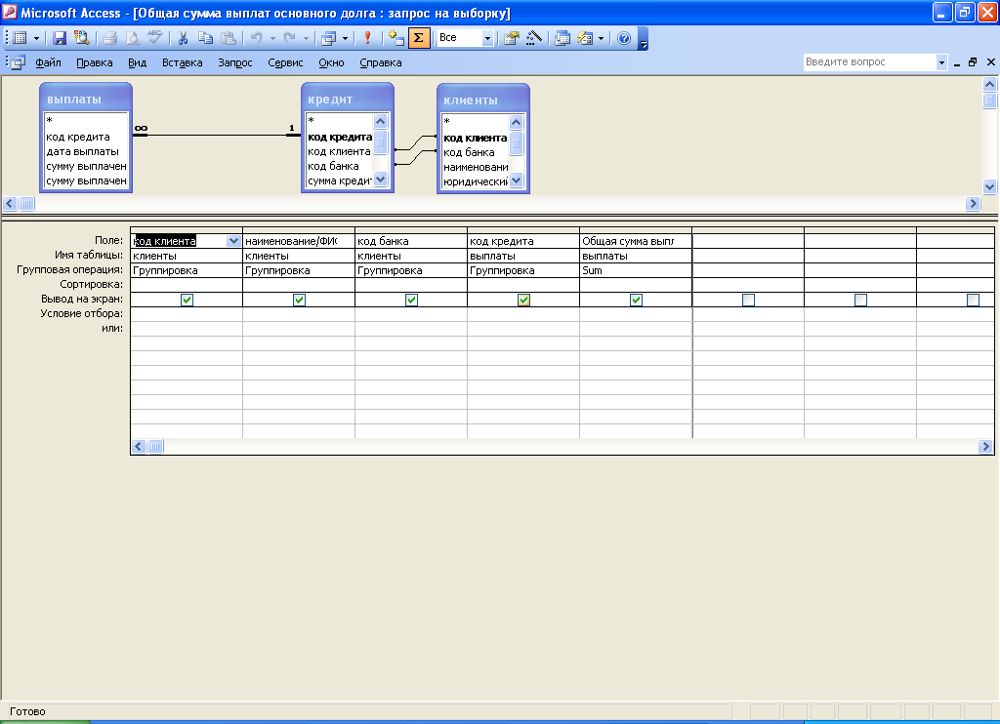 Microsoft Access - [Общая сумма выплат основного долга : запрос на выборку]
Σ Все
Файл Правка Вид Вставка Запрос Сервис Окно Справка Введите вопрос
выплаты
*
код кредита
дата выплаты
сумму выплачен
сумму выплачен
∞ 1
кредит
*
код кредита
код клиента
код банка
сумма кредит
клиенты
*
код клиента
код банка
наименовани
юридический
Поле: код клиента наименование/ФИО код банка код кредита Общая сумма выпл
Имя таблицы: клиенты клиенты клиенты выплаты выплаты
Групповая операция: Группировка Группировка Группировка Группировка Sum
Сортировка:
Вывод на экран:
Условие отбора:
или:
Готово